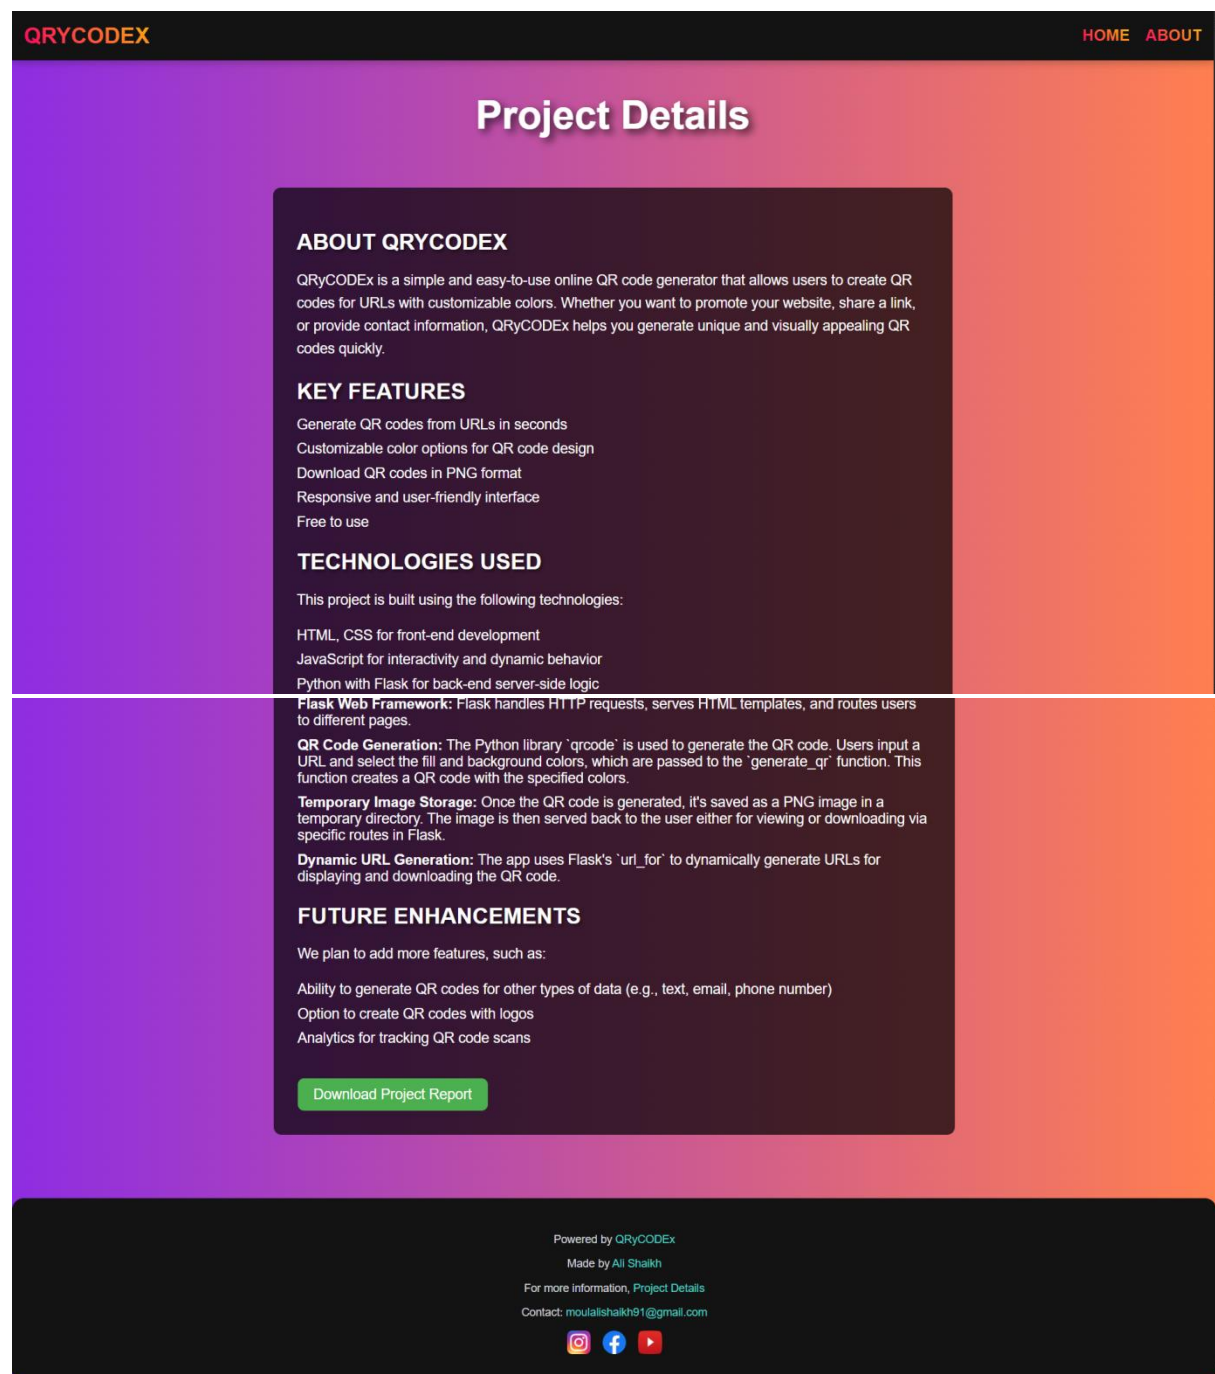 QRYCODEX
HOME ABOUT
Project Details
ABOUT QRYCODEX
QRyCODEx is a simple and easy-to-use online QR code generator that allows users to create QR
codes for URLs with customizable colors. Whether you want to promote your website, share a link,
or provide contact information, QRyCODEx helps you generate unique and visually appealing QR
codes quickly.
KEY FEATURES
Generate QR codes from URLs in seconds
Customizable color options for QR code design
Download QR codes in PNG format
Responsive and user-friendly interface
Free to use
TECHNOLOGIES USED
This project is built using the following technologies:
HTML, CSS for front-end development
JavaScript for interactivity and dynamic behavior
Python with Flask for back-end server-side logic
Flask Web Framework: Flask handles HTTP requests, serves HTML templates, and routes users
to different pages.
QR Code Generation: The Python library `qrcode` is used to generate the QR code. Users input a
URL and select the fill and background colors, which are passed to the `generate_qr` function. This
function creates a QR code with the specified colors.
Temporary Image Storage: Once the QR code is generated, it's saved as a PNG image in a
temporary directory. The image is then served back to the user either for viewing or downloading via
specific routes in Flask.
Dynamic URL Generation: The app uses Flask's `url_for` to dynamically generate URLs for
displaying and downloading the QR code.
FUTURE ENHANCEMENTS
We plan to add more features, such as:
Ability to generate QR codes for other types of data (e.g., text, email, phone number)
Option to create QR codes with logos
Analytics for tracking QR code scans
Download Project Report
Powered by QRyCODEx
Made by Ali Shaikh
For more information, Project Details
Contact: moulalishaikh91@gmail.com